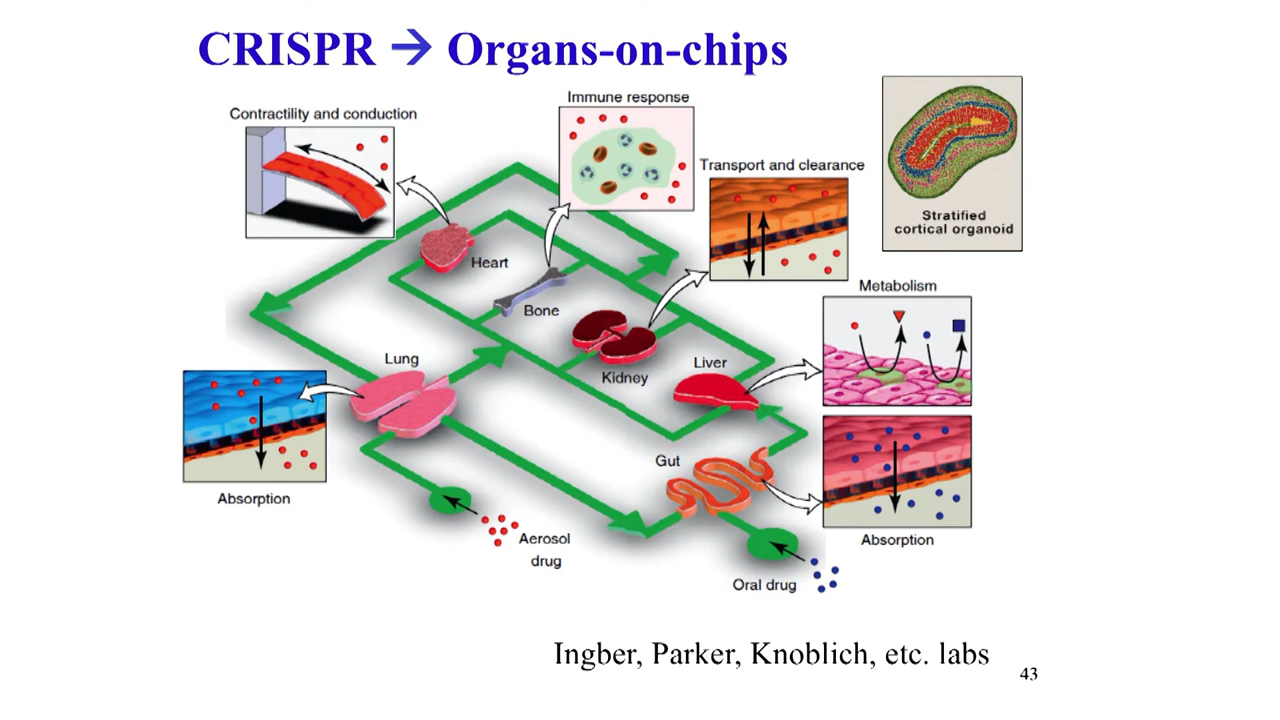 CRISPR → Organs-on-chips
Contractility and conduction
Immune response
Transport and clearance
Stratified
cortical organoid
Heart
Bone
Metabolism
Lung
Kidney
Liver
Gut
Absorption
Aerosol
drug
Absorption
Oral drug
Ingber, Parker, Knoblich, etc. labs
43